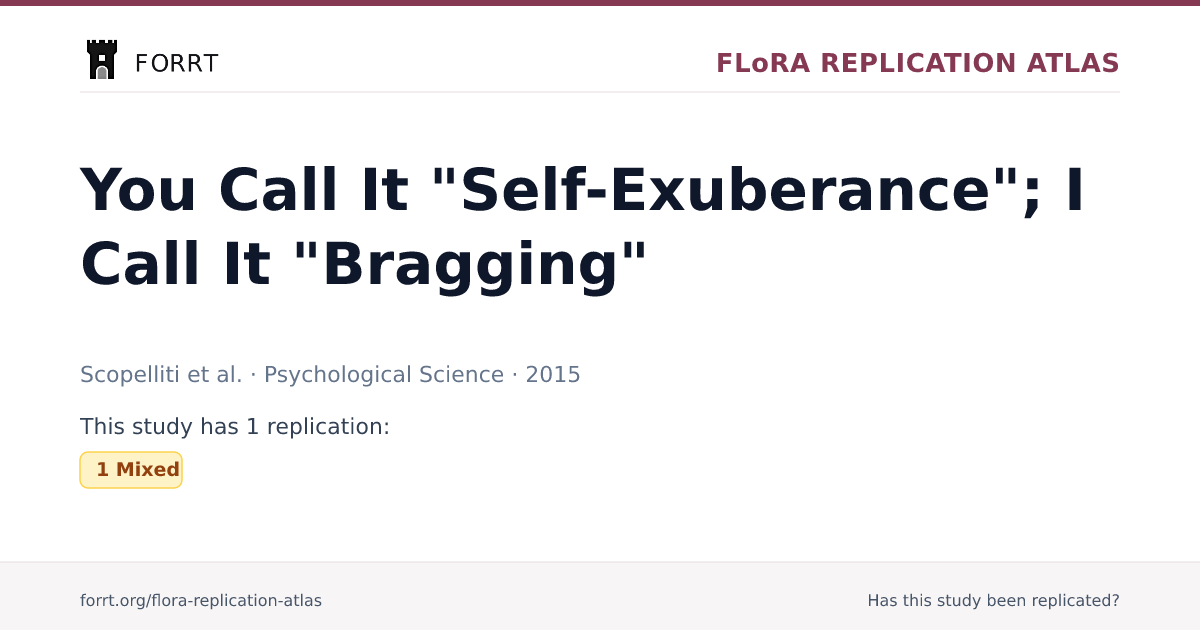 FORRT
FLoRA REPLICATION ATLAS
You Call It "Self-Exuberance"; I
Call It "Bragging"
Scopelliti et al. · Psychological Science · 2015
This study has 1 replication:
1 Mixed
forrt.org/flora-replication-atlas
Has this study been replicated?